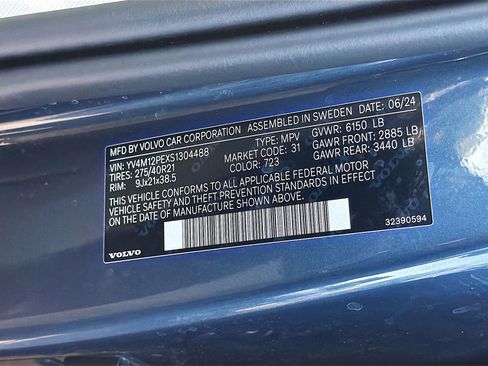 MFD BY VOLVO CAR CORPORATION ASSEMBLED IN SWEDEN DATE: 06/24
VIN: YV4M12PEXS1304488 TYPE: MPV GVWR: 6150 LB
TIRES: 275/40R21 MARKET CODE: 31 GAWR FRONT: 2885 LB
RIM: 9Jx21x38.5 COLOR: 723 GAWR REAR: 3440 LB
THIS VEHICLE CONFORMS TO ALL APPLICABLE FEDERAL MOTOR
VEHICLE SAFETY AND THEFT PREVENTION STANDARDS IN EFFECT
ON THE DATE OF MANUFACTURE SHOWN ABOVE.
32390594
VOLVO